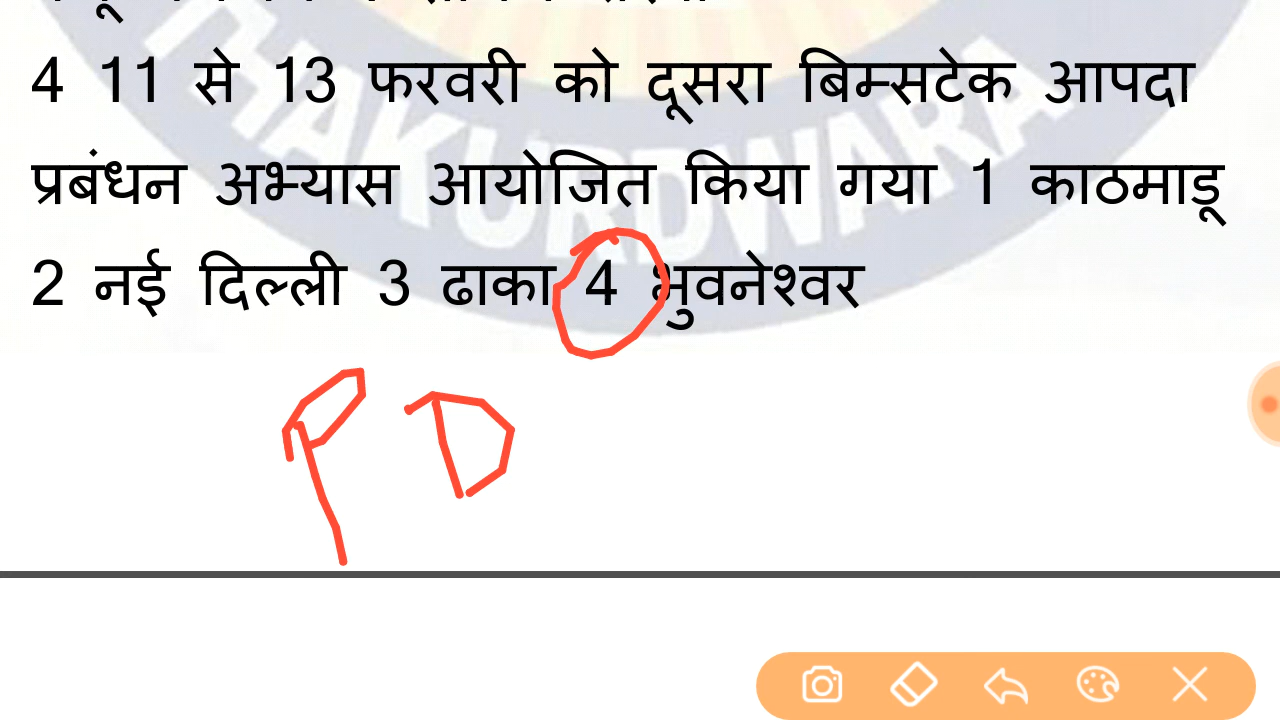 4 11 से 13 फरवरी को दूसरा बिम्सटेक आपदा
THAKURDWARA
प्रबंधन अभ्यास आयोजित किया गया 1 काठमाडू
2 नई दिल्ली 3 ढाका 4 भुवनेश्वर
P D